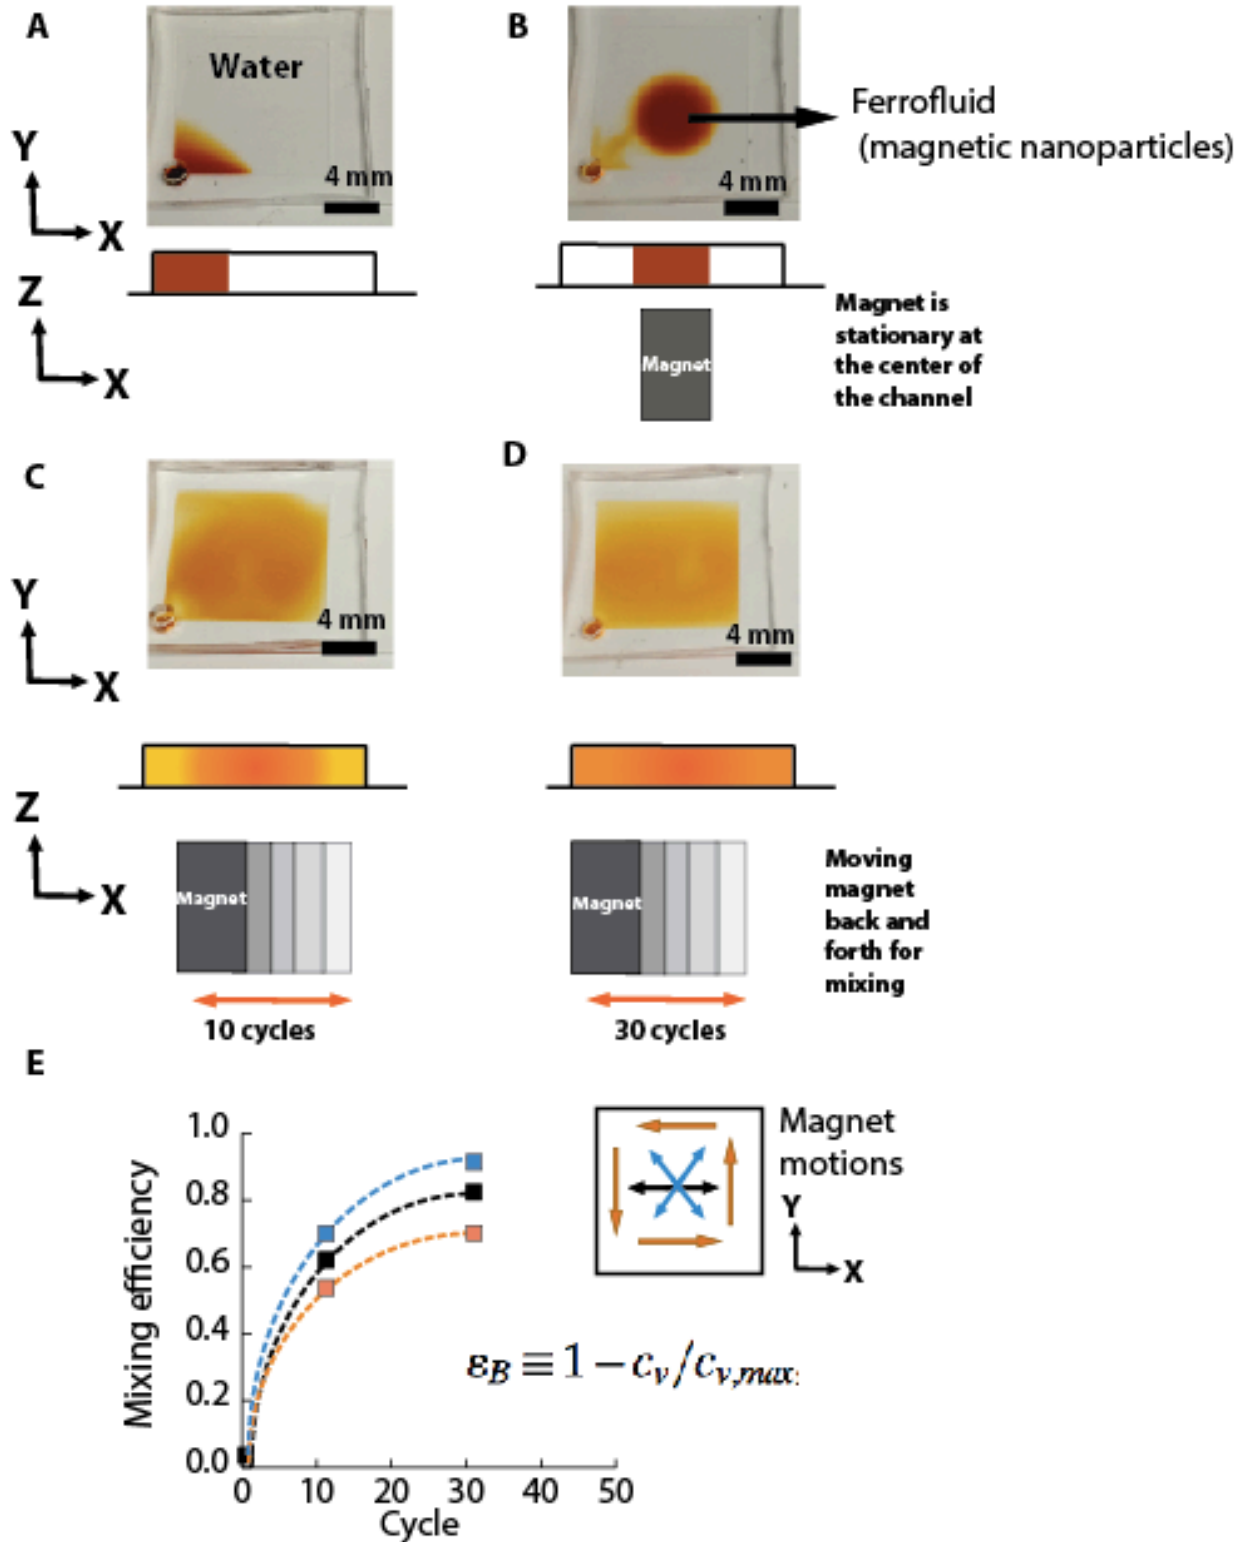 A
Water
4 mm
Y
X
Z
X
B
Ferrofluid
(magnetic nanoparticles)
4 mm
Magnet
Magnet is
stationary at
the center of
the channel
C
4 mm
Y
X
Z
X
Magnet
10 cycles
D
4 mm
Magnet
30 cycles
Moving
magnet
back and
forth for
mixing
E
Mixing efficiency
1.0
0.8
0.6
0.4
0.2
0.0
0 10 20 30 40 50
Cycle
Magnet
motions
Y
X
εB ≡ 1 − cv/cv,max: